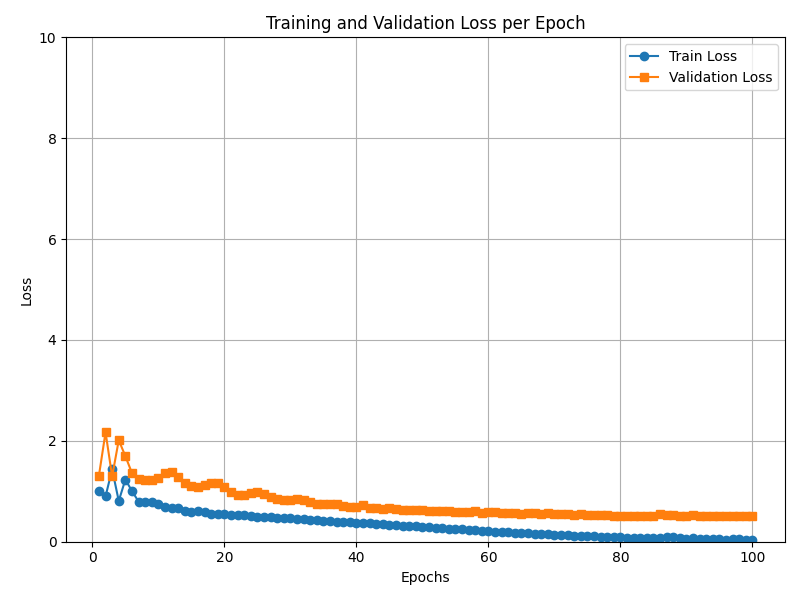 Training and Validation Loss per Epoch
Train Loss
Validation Loss
Loss
10
8
6
4
2
0
0 20 40 60 80 100
Epochs